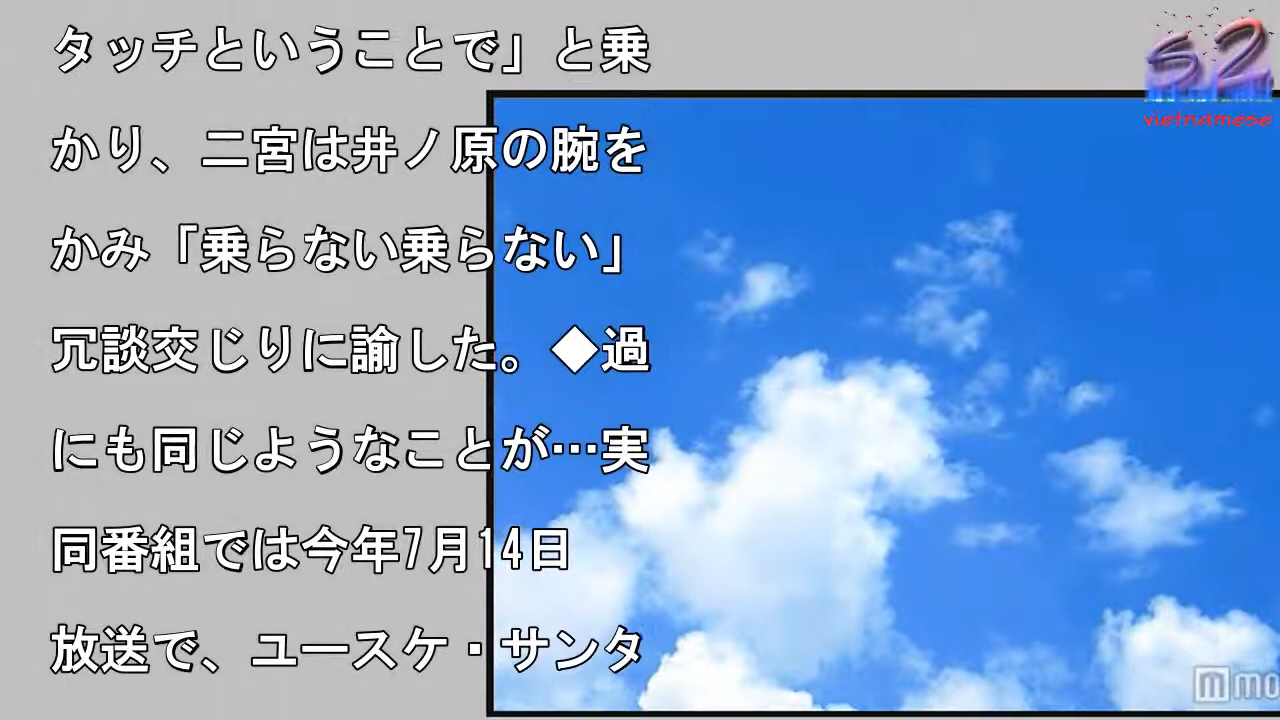 タッチということで」と乗
かり、二宮は井ノ原の腕を
かみ「乗らない乗らない」
冗談交じりに諭した。◆過
にも同じようなことが…実
同番組では今年7月14日
放送で、ユースケ・サンタ
S2
vietnamese
mo